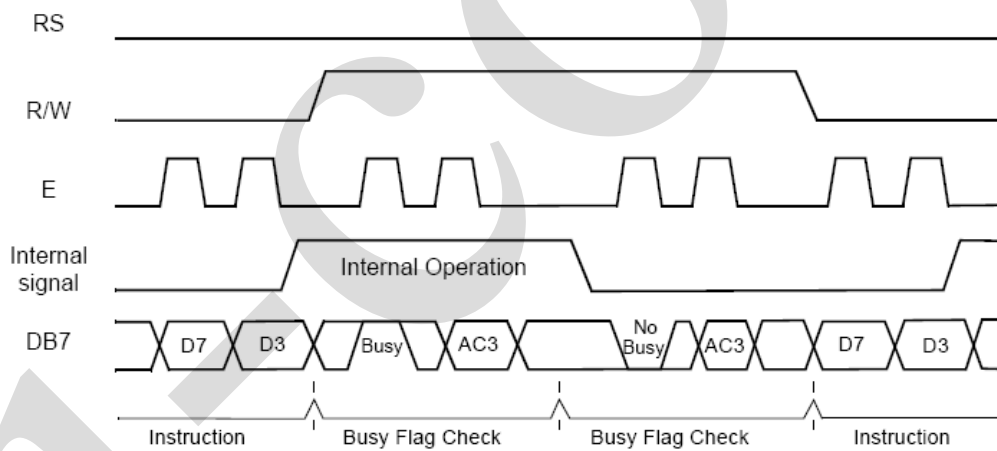 RS
R/W
E
Internal
signal
Internal Operation
DB7
D7
D3
Busy
AC3
No
Busy
AC3
D7
D3
Instruction
Busy Flag Check
Busy Flag Check
Instruction